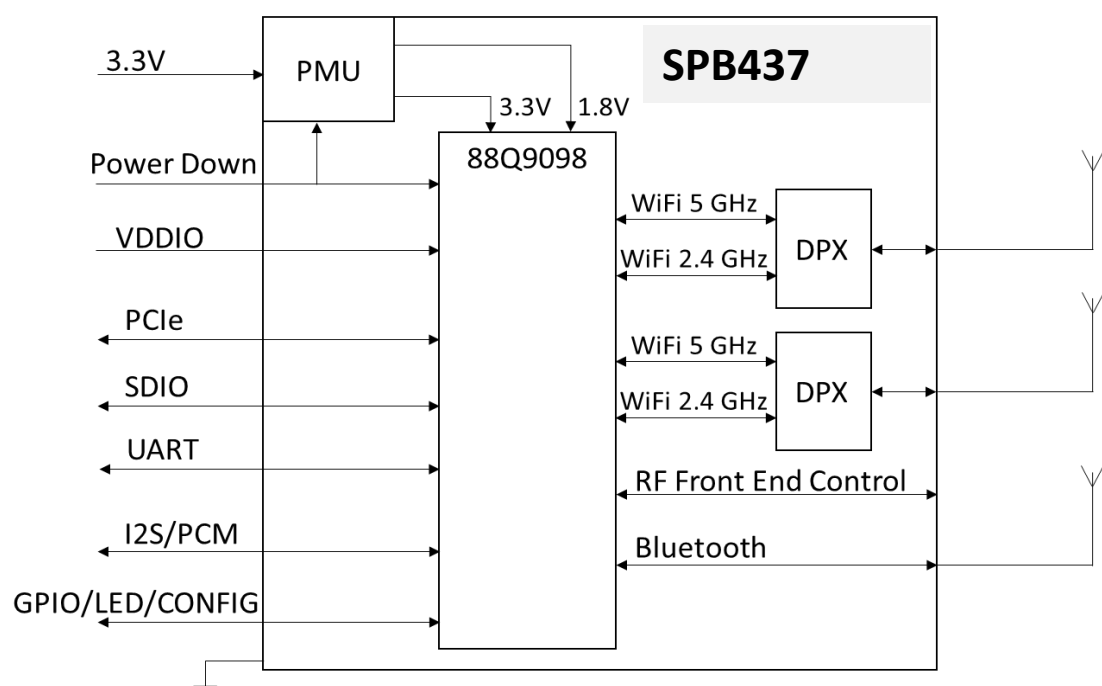 SPB437
3.3V
PMU
3.3V
1.8V
88Q9098
Power Down
VDDIO
PCIe
SDIO
UART
I2S/PCM
GPIO/LED/CONFIG
WiFi 5 GHz
WiFi 2.4 GHz
DPX
WiFi 5 GHz
WiFi 2.4 GHz
DPX
RF Front End Control
Bluetooth